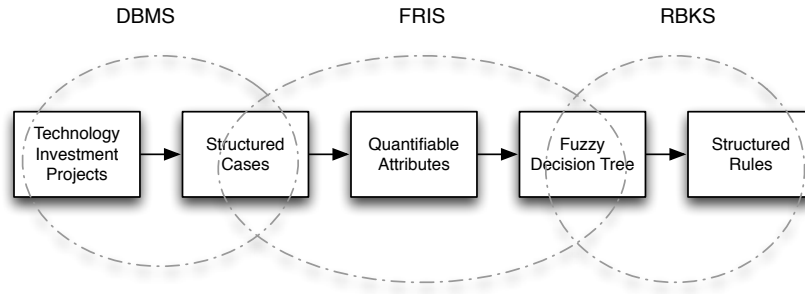 DBMS
FRIS
RBKS
Technology
Investment
Projects
Structured
Cases
Quantifiable
Attributes
Fuzzy
Decision Tree
Structured
Rules